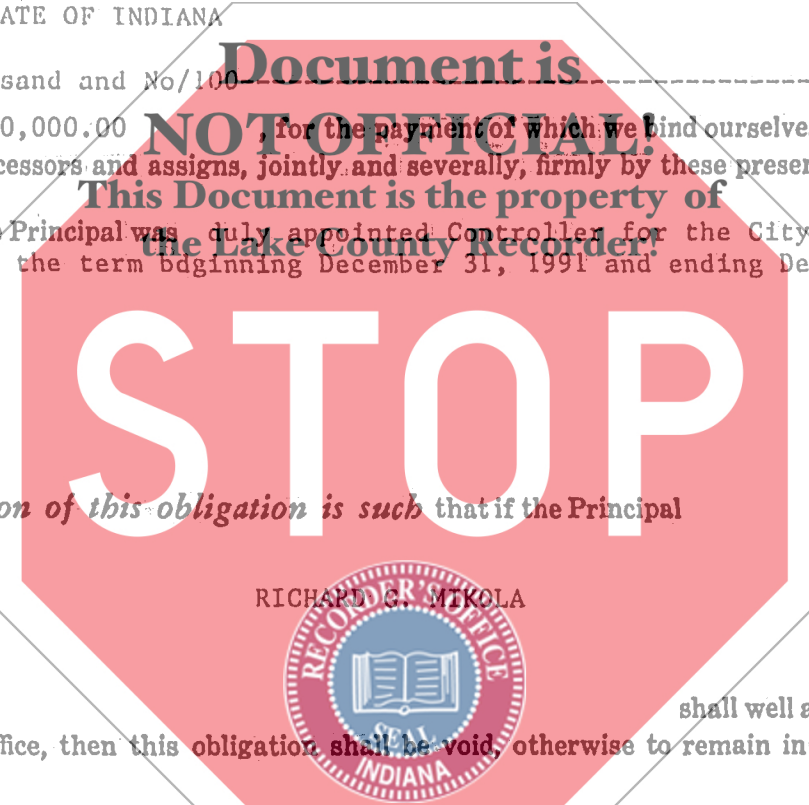 ATE OF INDIANA
Document is
sand and No/100-----------------------------------
NOT OFFICIAL!
0,000.00 , for the payment of which we bind ourselve
cessors and assigns, jointly and severally, firmly by these presen
This Document is the property of
Principal was duly appointed Controller for the City
the Lake County Recorder!
the term bdginning December 31, 1991 and ending De
STOP
on of this obligation is such that if the Principal
RICHARD G. MIKOLA
RECORDER'S OFFICE
SEAL
INDIANA
shall well a
ffice, then this obligation shall be void, otherwise to remain in